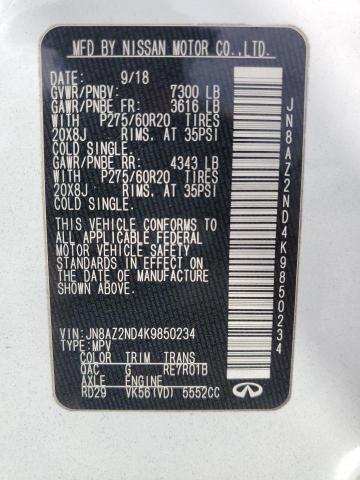 MFD BY NISSAN MOTOR CO.,LTD.
DATE: 9/18
GVWR/PNBV: 7300 LB
GAWR/PNBE FR: 3616 LB
WITH P275/60R20 TIRES
20X8J RIMS, AT 35PSI
COLD SINGLE.
GAWR/PNBE RR: 4343 LB
WITH P275/60R20 TIRES
20X8J RIMS, AT 35PSI
COLD SINGLE.
THIS VEHICLE CONFORMS TO
ALL APPLICABLE FEDERAL
MOTOR VEHICLE SAFETY
STANDARDS IN EFFECT ON
THE DATE OF MANUFACTURE
SHOWN ABOVE.
VIN: JN8AZ2ND4K9850234
TYPE: MPV
COLOR TRIM TRANS
QAC G RE7R01B
AXLE ENGINE
RD29 VK56(VD) 5552CC
JN8AZ2ND4K9850234
INFINITI